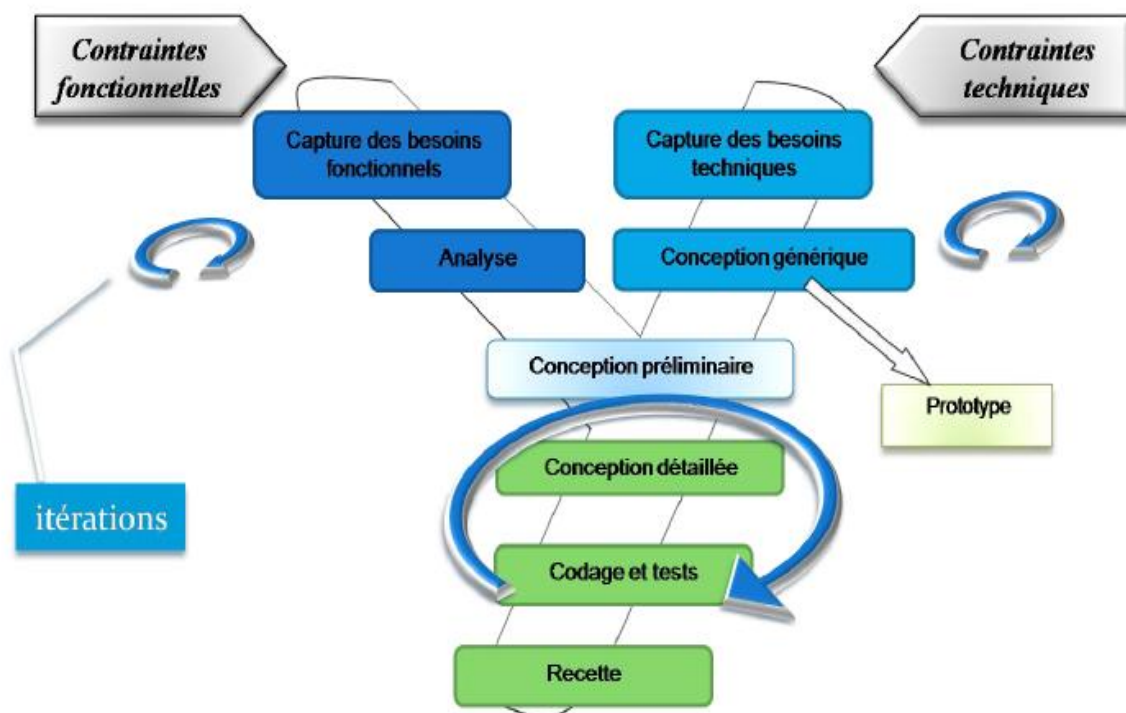 Contraintes
fonctionnelles
Contraintes
techniques
Capture des besoins
fonctionnels
Capture des besoins
techniques
Analyse
Conception générique
Conception préliminaire
Prototype
Conception détaillée
itérations
Codage et tests
Recette